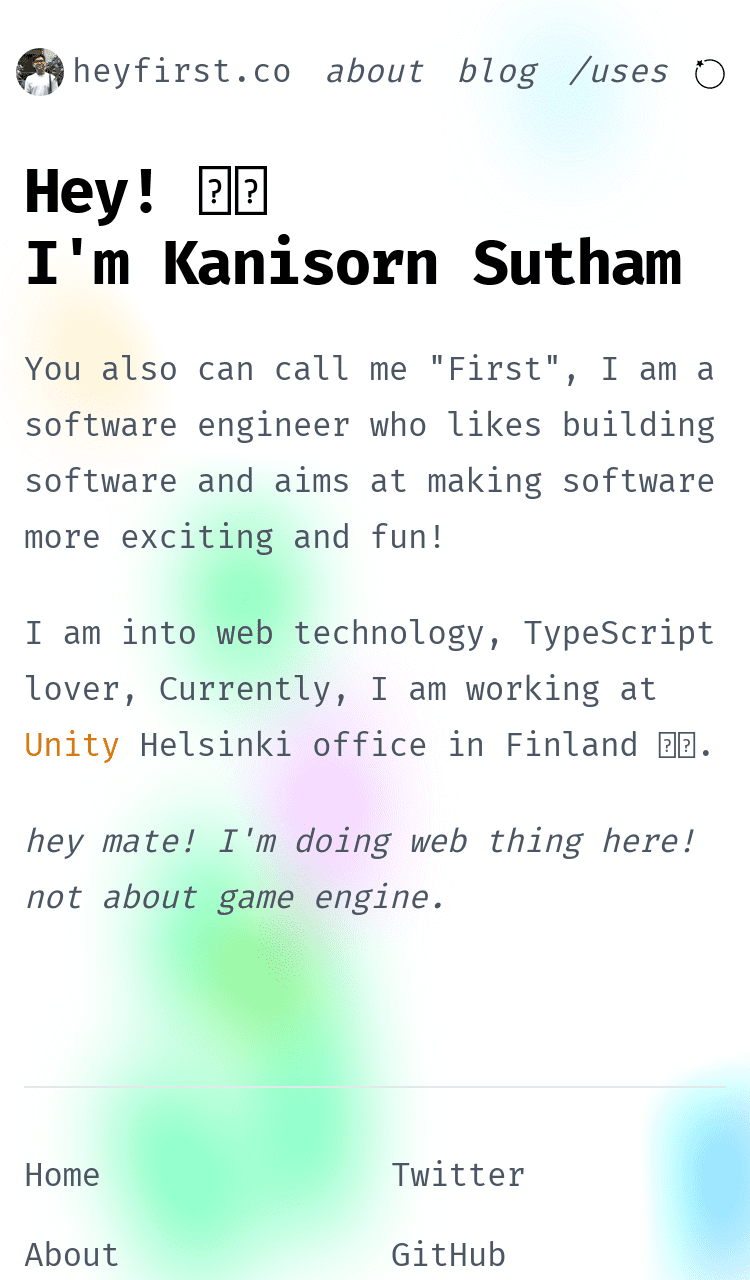 heyfirst.co about blog /uses
Hey!
I'm Kanisorn Sutham
You also can call me "First", I am a
software engineer who likes building
software and aims at making software
more exciting and fun!
I am into web technology, TypeScript
lover, Currently, I am working at
Unity Helsinki office in Finland .
hey mate! I'm doing web thing here!
not about game engine.
Home
Twitter
About
GitHub